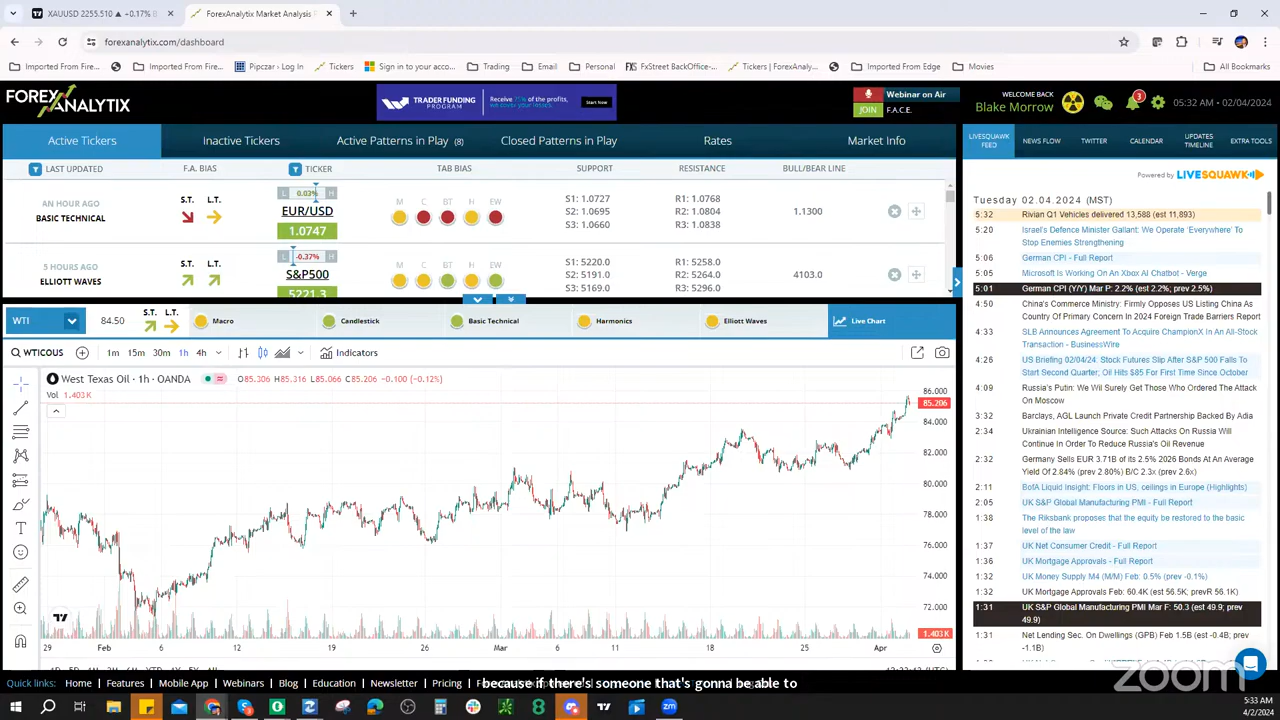 XAUUSD 2255.510 ▲ +0.17% B
ForexAnalytix Market Analysis F
forexanalytix.com/dashboard
Imported From Fire...
Imported From Fire...
Pipczar › Log In
Tickers
Sign in to your acco...
Trading
Email
Personal
FxStreet BackOffice-...
Tickers | ForexAnaly...
Imported from Edge
Movies
All Bookmarks
FOREX ANALYTIX
TRADER FUNDING PROGRAM
Receive 75% of the profits,
Start Now
Webinar on Air
JOIN F.A.C.E.
WELCOME BACK
Blake Morrow
3
05:32 AM - 02/04/2024
Active Tickers
Inactive Tickers
Active Patterns in Play (8)
Closed Patterns in Play
Rates
Market Info
LAST UPDATED
F.A. BIAS
TICKER
TAB BIAS
SUPPORT
RESISTANCE
BULL/BEAR LINE
AN HOUR AGO
BASIC TECHNICAL
S.T. L.T.
L 0.03% H
EUR/USD
1.0747
M C BT H EW
S1: 1.0727
S2: 1.0695
S3: 1.0660
R1: 1.0768
R2: 1.0804
R3: 1.0838
1.1300
5 HOURS AGO
ELLIOTT WAVES
S.T. L.T.
L -0.37% H
S&P500
5221.3
M C BT H EW
S1: 5220.0
S2: 5191.0
S3: 5169.0
R1: 5258.0
R2: 5264.0
R3: 5296.0
4103.0
WTI
84.50
S.T. L.T.
Macro
Candlestick
Basic Technical
Harmonics
Elliott Waves
Live Chart
WTICOUS
1m 15m 30m 1h 4h
Indicators
West Texas Oil · 1h · OANDA
O85.306 H85.316 L85.066 C85.206 −0.100 (−0.12%)
Vol 1.403 K
86.000
85.206
84.000
82.000
80.000
78.000
76.000
74.000
72.000
1.403 K
29 Feb 6 12 19 26 Mar 6 11 18 25 Apr
LIVESQUAWK FEED
NEWS FLOW
TWITTER
CALENDAR
UPDATES TIMELINE
EXTRA TOOLS
Powered by LIVESQUAWK
Tuesday 02.04.2024 (MST)
5:32 Rivian Q1 Vehicles delivered 13,588 (est 11,893)
5:20 Israel's Defence Minister Gallant: We Operate 'Everywhere' To
Stop Enemies Strengthening
5:06 German CPI - Full Report
5:05 Microsoft Is Working On An Xbox AI Chatbot - Verge
5:01 German CPI (Y/Y) Mar P: 2.2% (est 2.2%; prev 2.5%)
4:50 China's Commerce Ministry: Firmly Opposes US Listing China As
Country Of Primary Concern In 2024 Foreign Trade Barriers Report
4:33 SLB Announces Agreement To Acquire ChampionX In An All-Stock
Transaction - BusinessWire
4:26 US Briefing 02/04/24: Stock Futures Slip After S&P 500 Falls To
Start Second Quarter; Oil Hits $85 For First Time Since October
4:09 Russia's Putin: We Wil Surely Get Those Who Ordered The Attack
On Moscow
3:32 Barclays, AGL Launch Private Credit Partnership Backed By Adia
2:34 Ukrainian Intelligence Source: Such Attacks On Russia Will
Continue In Order To Reduce Russia's Oil Revenue
2:32 Germany Sells EUR 3.71B of its 2.5% 2026 Bonds At An Average
Yield Of 2.84% (prev 2.80%) B/C 2.3x (prev 2.6x)
2:11 BofA Liquid Insight: Floors in US, ceilings in Europe (Highlights)
2:05 UK S&P Global Manufacturing PMI - Full Report
1:38 The Riksbank proposes that the equity be restored to the basic
level of the law
1:37 UK Net Consumer Credit - Full Report
1:36 UK Mortgage Approvals - Full Report
1:32 UK Money Supply M4 (M/M) Feb: 0.5% (prev -0.1%)
1:32 UK Mortgage Approvals Feb: 60.4K (est 56.5K; prevR 56.1K)
1:31 UK S&P Global Manufacturing PMI Mar F: 50.3 (est 49.9; prev
49.9)
1:31 Net Lending Sec. On Dwellings (GBP) Feb 1.5B (est -0.4B; prev
-1.1B)
Quick links: Home Features Mobile App Webinars Blog Education Newsletter Pricing
because if there's someone that's gonna be able to
zoom
5:33 AM
4/2/2024